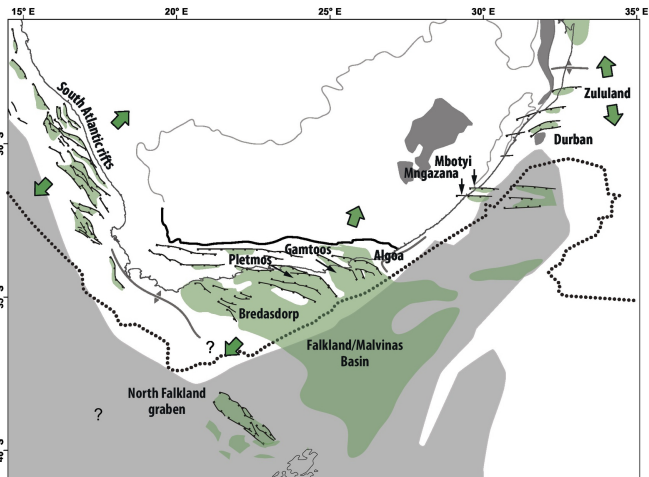 15° E
20° E
25° E
30° E
35° E
South Atlantic rifts
Zululand
Durban
Mbotyi
Mngazana
Gamtoos
Algoa
Pletmos
Bredasdorp
?
Falkland/Malvinas
Basin
North Falkland
graben
?